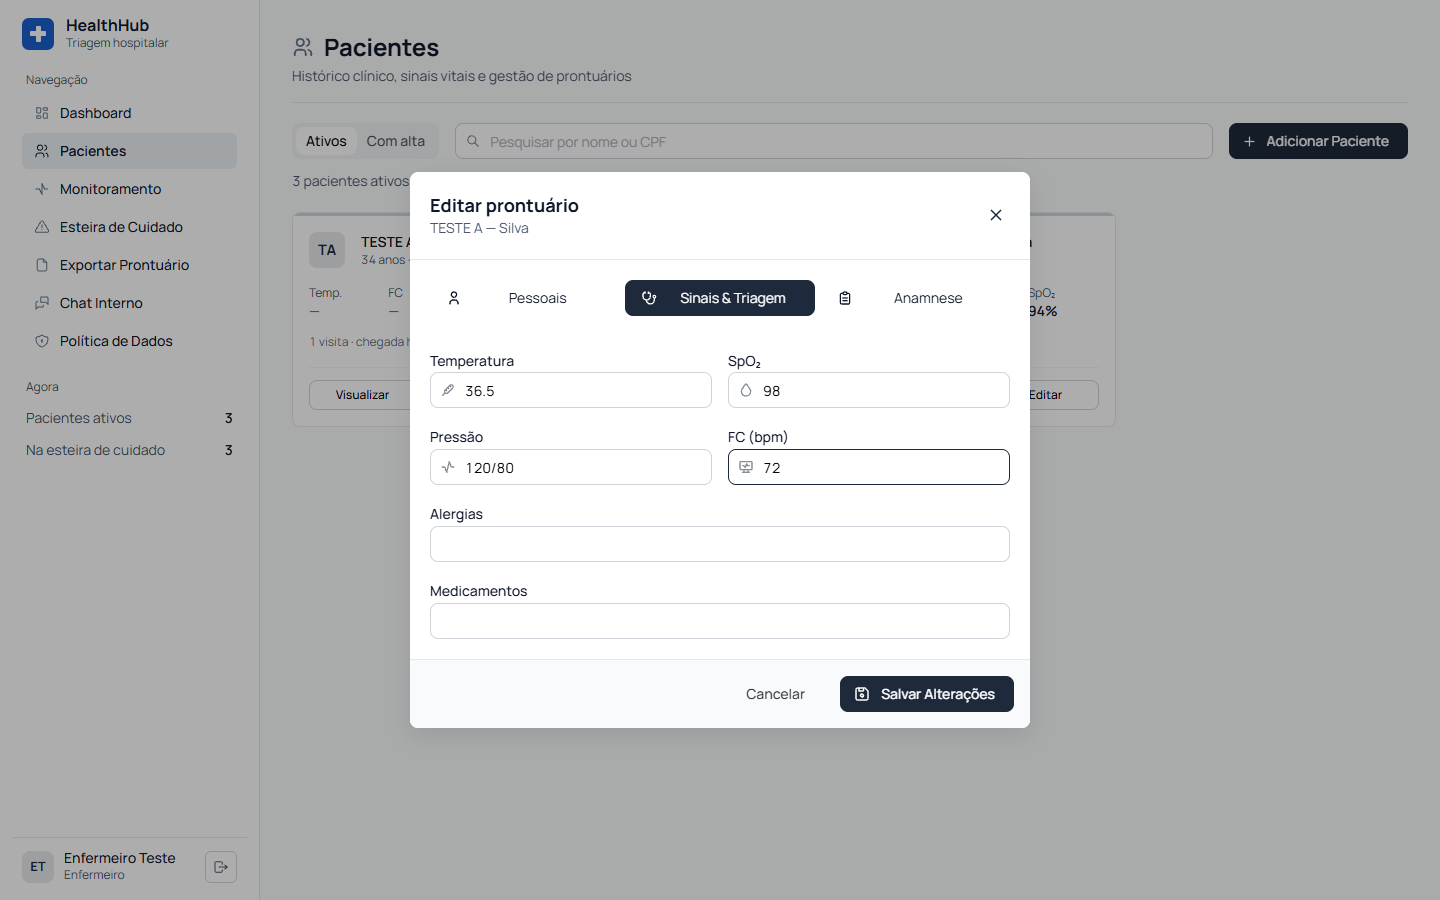 HealthHub
Triagem hospitalar
Navegação
Dashboard
Pacientes
Monitoramento
Esteira de Cuidado
Exportar Prontuário
Chat Interno
Política de Dados
Agora
Pacientes ativos 3
Na esteira de cuidado 3
ET
Enfermeiro Teste
Enfermeiro
Pacientes
Histórico clínico, sinais vitais e gestão de prontuários
Ativos Com alta
Pesquisar por nome ou CPF
Adicionar Paciente
3 pacientes ativos
TA
TESTE A
34 anos
Temp. FC
— —
1 visita · chegada
Visualizar
SpO₂
94%
Editar
Editar prontuário
TESTE A — Silva
Pessoais Sinais & Triagem Anamnese
Temperatura SpO₂
36.5 98
Pressão FC (bpm)
120/80 72
Alergias
Medicamentos
Cancelar Salvar Alterações